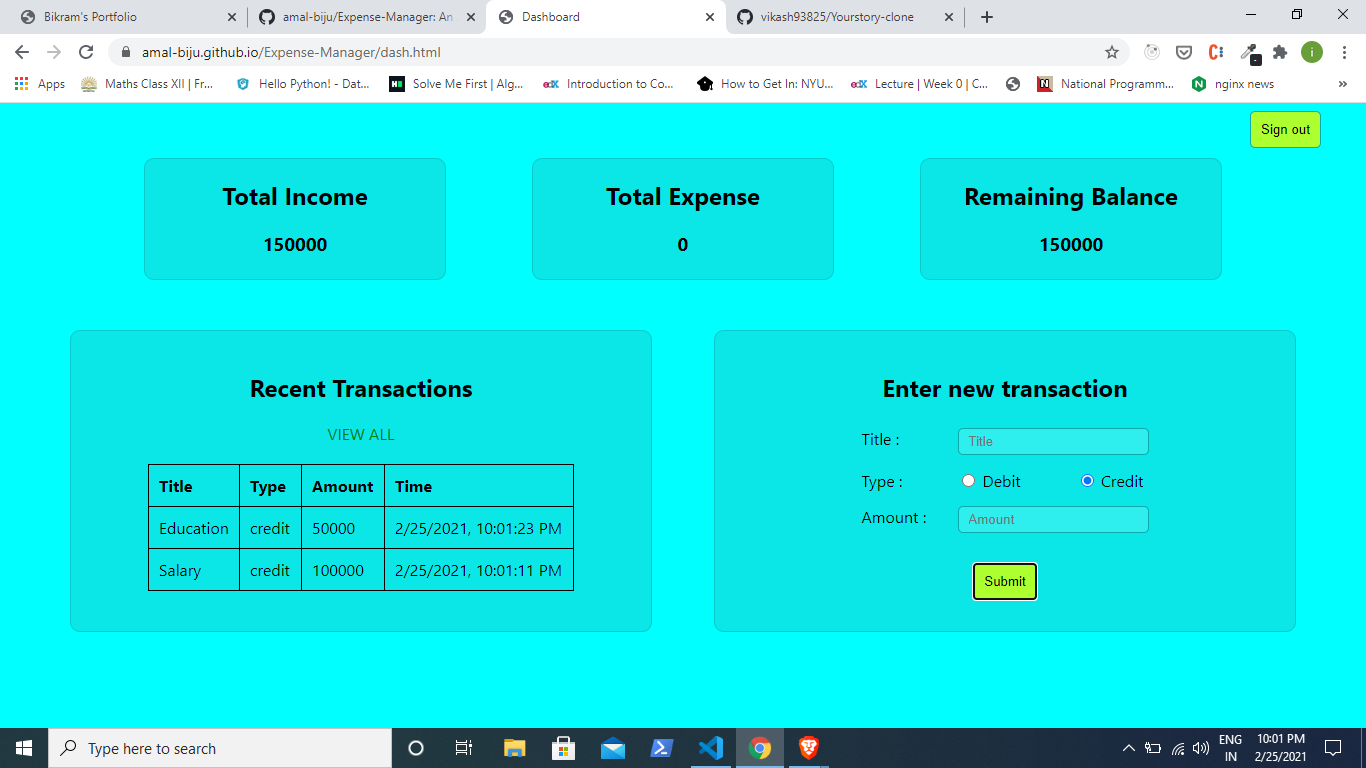 Bikram's Portfolio
amal-biju/Expense-Manager: An
Dashboard
vikash93825/Yourstory-clone
amal-biju.github.io/Expense-Manager/dash.html
i
Apps
Maths Class XII | Fr...
Hello Python! - Dat...
Solve Me First | Alg...
edX
Introduction to Co...
How to Get In: NYU...
edX
Lecture | Week 0 | C...
National Programm...
nginx news
Sign out
Total Income
150000
Total Expense
0
Remaining Balance
150000
Recent Transactions
VIEW ALL
Title Type Amount Time
Education credit 50000 2/25/2021, 10:01:23 PM
Salary credit 100000 2/25/2021, 10:01:11 PM
Enter new transaction
Title : Title
Type : Debit Credit
Amount : Amount
Submit
Type here to search
ENG
IN
10:01 PM
2/25/2021